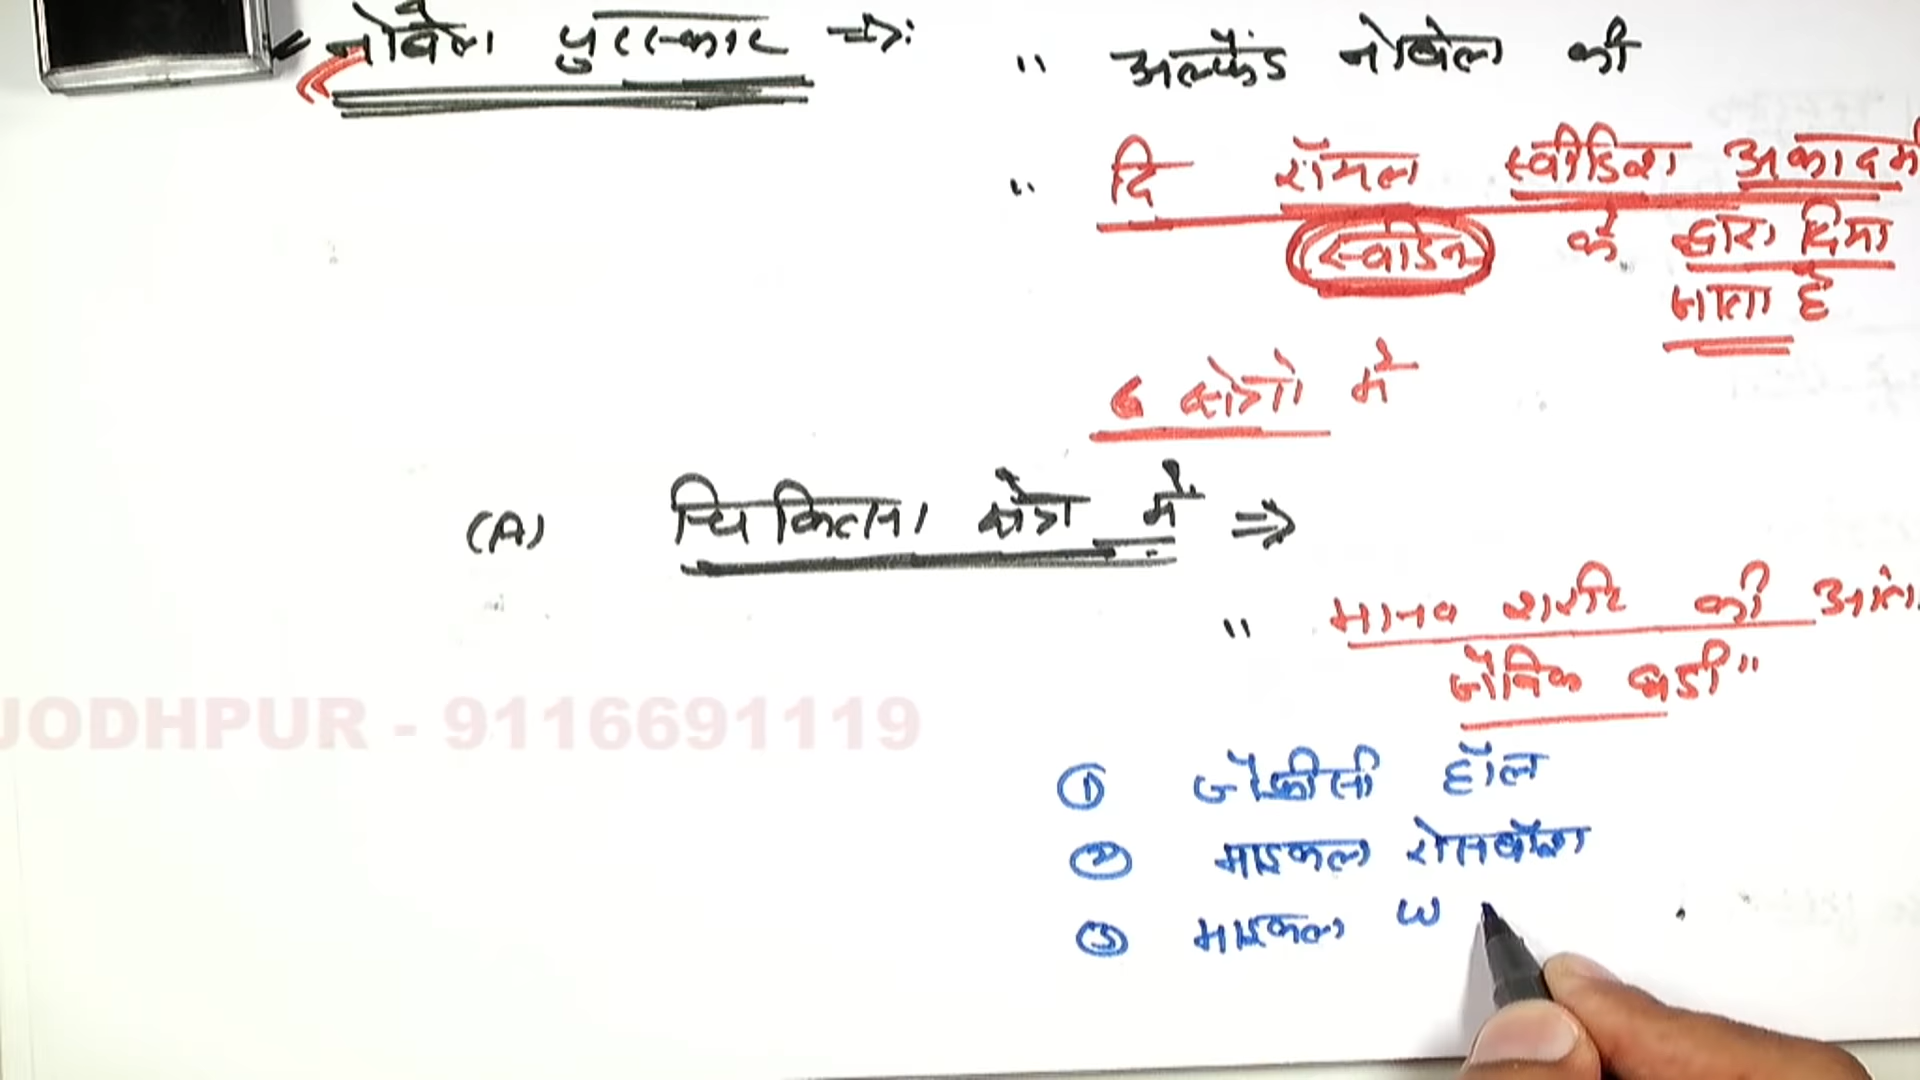 नोबेल पुरस्कार => :
" अल्फ्रेड नोबेल की
" दि रॉयल स्वीडिश अकादमी
(स्वीडन) के द्वारा दिया
जाता है
6 क्षेत्रो में
(A) चिकित्सा क्षेत्र में =>
" मानव शरीर की आंत
जैविक घडी "
① जैफ्रीसी हॉल
② माइकल रोसबॉश
③ माइकल W
JODHPUR - 9116691119